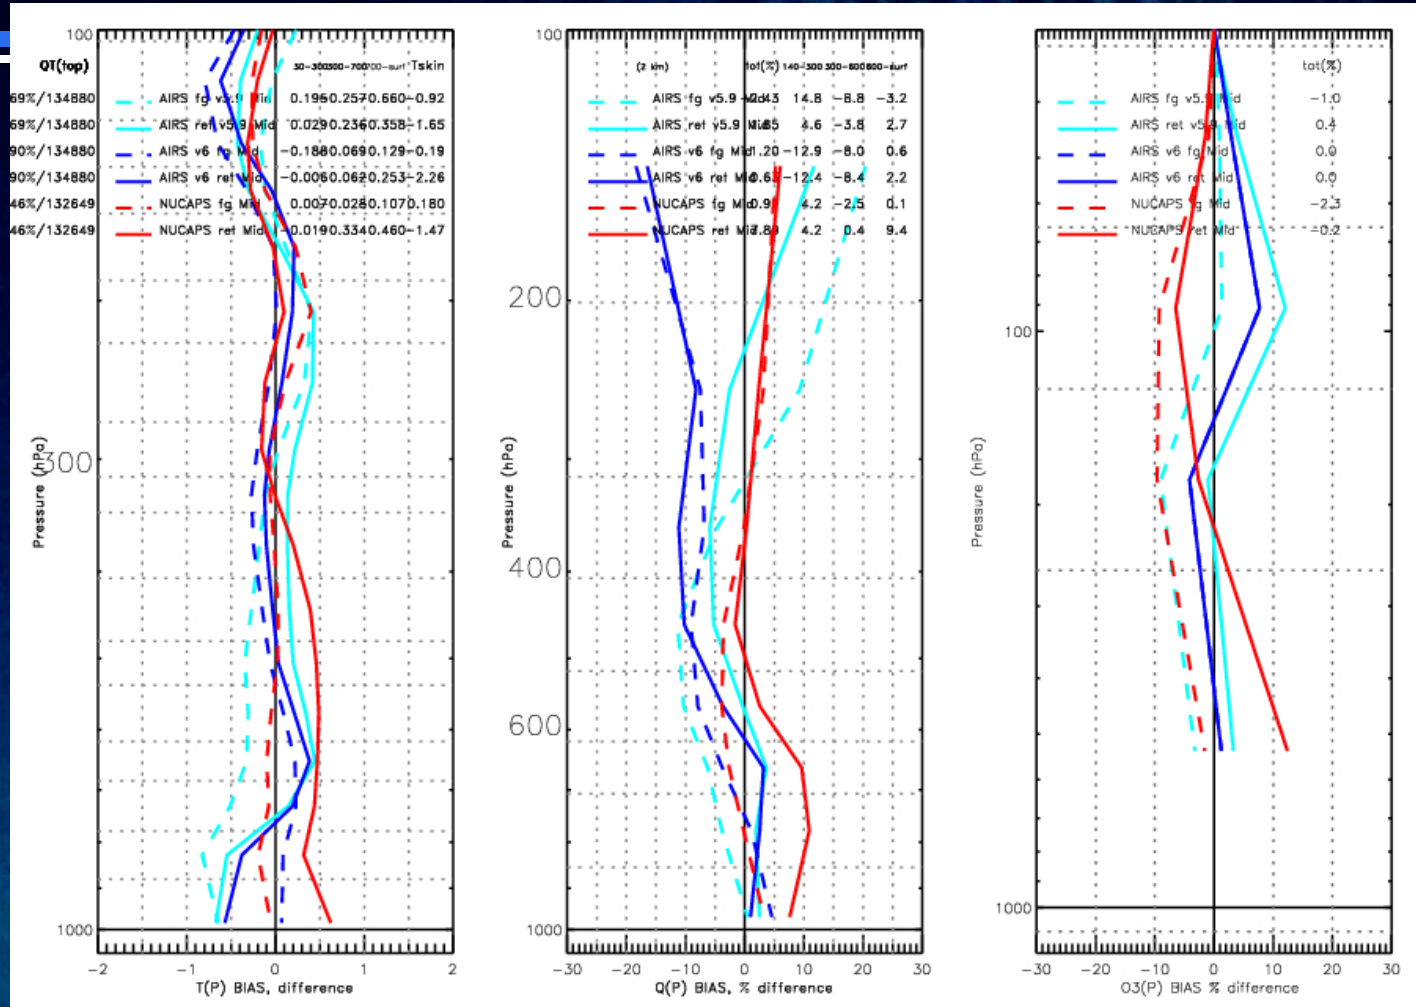 100
QT(top)
Tskin
69%/134880 AIRS fg v5.9 Mid 0.195 -0.257 -0.660 -0.92
69%/134880 AIRS ret v5.9 Mid 0.029 0.236 0.358 -1.65
90%/134880 AIRS v6 fg Mid -0.188 0.069 0.129 -0.19
90%/134880 AIRS v6 ret Mid -0.006 0.062 -0.253 -2.26
46%/132649 NUCAPS fg Mid 0.007 -0.028 -0.107 0.180
46%/132649 NUCAPS ret Mid -0.019 0.334 0.460 -1.47
300
1000
Pressure (hPa)
-2 -1 0 1 2
T(P) BIAS, difference
100
(2 km) tot(%) 140-300 300-600 600-surf
AIRS fg v5.9 14.8 -8.8 -3.2
AIRS ret v5.9 Mid 4.6 -3.8 2.7
AIRS v6 fg Mid 1.20 -12.9 -8.0 0.6
AIRS v6 ret Mid -12.4 -8.4 2.2
NUCAPS fg Mid 4.2 -2.5 0.1
NUCAPS ret Mid 4.2 0.4 9.4
200
400
600
1000
Pressure (hPa)
-30 -20 -10 0 10 20 30
Q(P) BIAS, % difference
tot(%)
AIRS fg v5.9 Mid -1.0
AIRS ret v5.9 Mid 0.4
AIRS v6 fg Mid 0.0
AIRS v6 ret Mid 0.0
NUCAPS fg Mid -2.3
NUCAPS ret Mid -0.2
100
1000
Pressure (hPa)
-30 -20 -10 0 10 20 30
O3(P) BIAS % difference